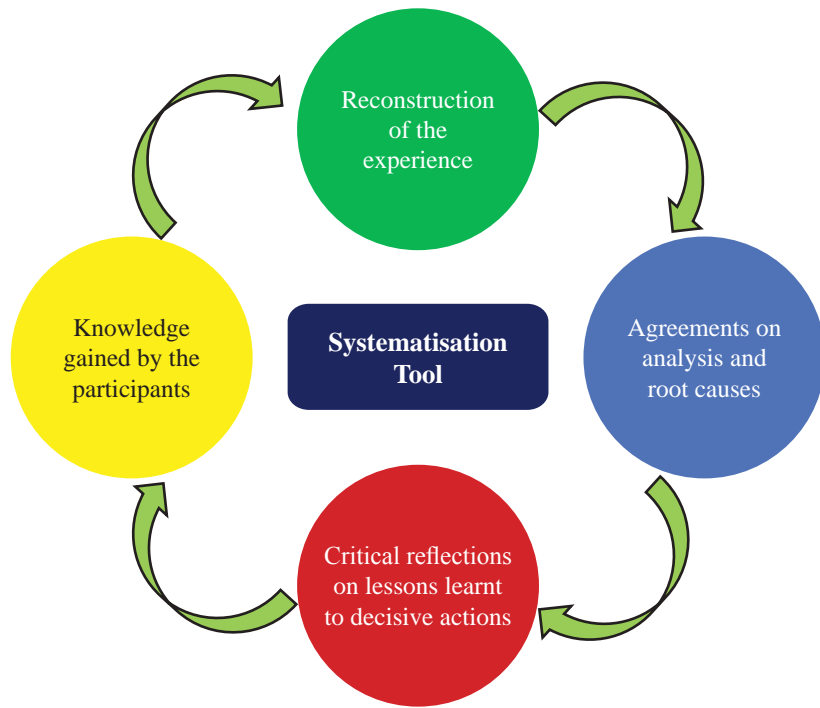 Reconstruction
of the
experience
Agreements on
analysis and
root causes
Critical reflections
on lessons learnt
to decisive actions
Knowledge
gained by the
participants
Systematisation
Tool